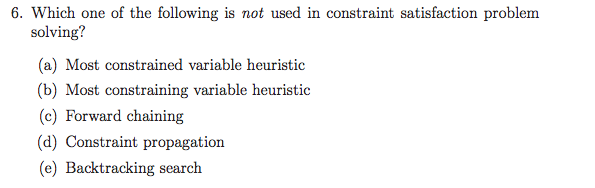 6. Which one of the following is not used in constraint satisfaction problem
solving?
(a) Most constrained variable heuristic
(b) Most constraining variable heuristic
(c) Forward chaining
(d) Constraint propagation
(e) Backtracking search